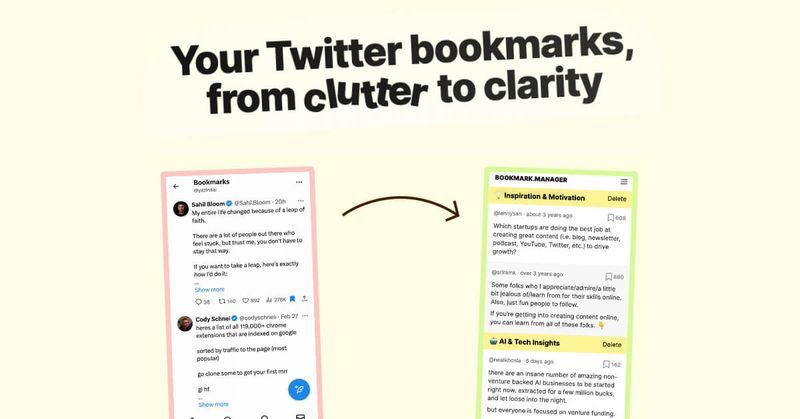 Your Twitter bookmarks,
from clutter to clarity
Bookmarks
@yazinsai
Sahil Bloom @SahilBloom · 20h
My entire life changed because of a leap of
faith.
There are a lot of people out there who
feel stuck, but trust me, you don't have to
stay that way.
If you want to take a leap, here's exactly
how I'd do it:
...
Show more
38
140
892
276K
Cody Schnei @codyschneii · Feb 27
heres a list of all 119,000+ chrome
extensions that are indexed on google
sorted by traffic to the page (most
popular)
go clone some to get your first mrr
gl hf
...
Show more
BOOKMARK.MANAGER
Inspiration & Motivation Delete
@lennysan · about 3 years ago 608
Which startups are doing the best job at
creating great content (i.e. blog, newsletter,
podcast, YouTube, Twitter, etc.) to drive
growth?
@sriramk · over 3 years ago 880
Some folks who I appreciate/admire/a little
bit jealous of/learn from for their skills online.
Also, just fun people to follow.
If you're getting into creating content online,
you can learn from all of these folks. 👇
AI & Tech Insights Delete
@nealkhosla · 6 days ago 162
there are an insane number of amazing non-
venture backed AI businesses to be started
right now, extracted for a few million bucks,
and let loose into the night.
but everyone is focused on venture funding.